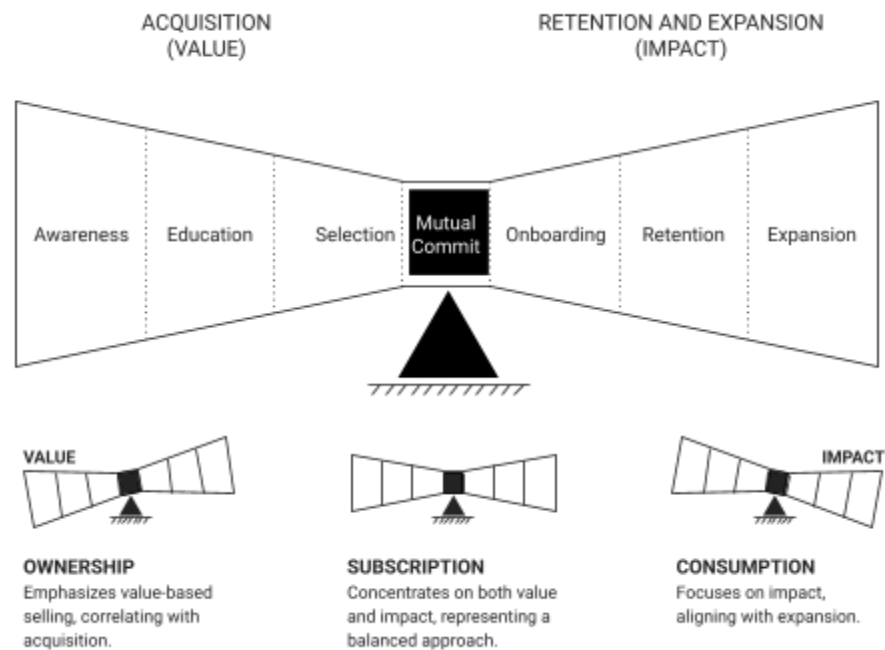 ACQUISITION
(VALUE)
RETENTION AND EXPANSION
(IMPACT)
Awareness
Education
Selection
Mutual
Commit
Onboarding
Retention
Expansion
VALUE
OWNERSHIP
Emphasizes value-based
selling, correlating with
acquisition.
SUBSCRIPTION
Concentrates on both value
and impact, representing a
balanced approach.
IMPACT
CONSUMPTION
Focuses on impact,
aligning with expansion.